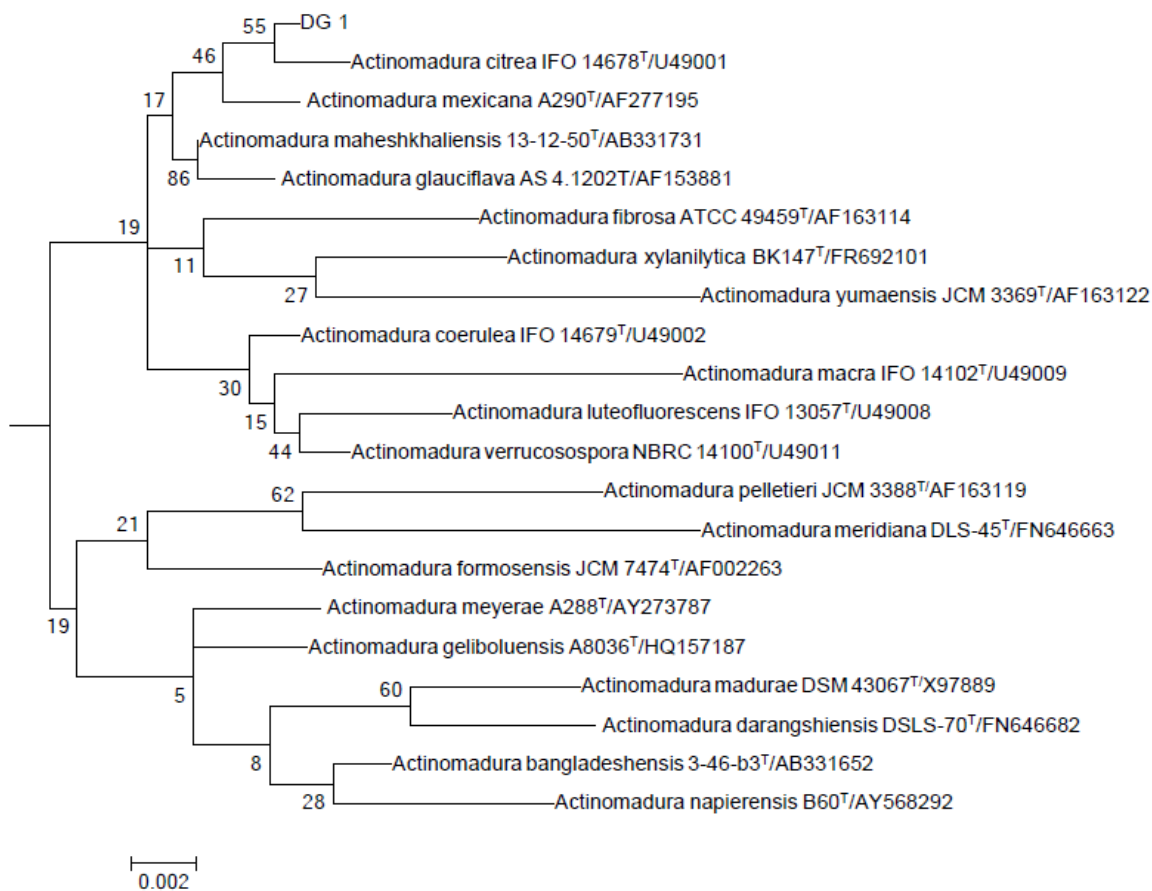 55
DG 1
46
Actinomadura citrea IFO 14678ᵀ/U49001
17
Actinomadura mexicana A290ᵀ/AF277195
Actinomadura maheshkhaliensis 13-12-50ᵀ/AB331731
86
Actinomadura glauciflava AS 4.1202T/AF153881
19
Actinomadura fibrosa ATCC 49459ᵀ/AF163114
11
Actinomadura xylanilytica BK147ᵀ/FR692101
27
Actinomadura yumaensis JCM 3369ᵀ/AF163122
Actinomadura coerulea IFO 14679ᵀ/U49002
30
Actinomadura macra IFO 14102ᵀ/U49009
15
Actinomadura luteofluorescens IFO 13057ᵀ/U49008
44
Actinomadura verrucosospora NBRC 14100ᵀ/U49011
62
Actinomadura pelletieri JCM 3388ᵀ/AF163119
21
Actinomadura meridiana DLS-45ᵀ/FN646663
Actinomadura formosensis JCM 7474ᵀ/AF002263
19
Actinomadura meyerae A288ᵀ/AY273787
Actinomadura geliboluensis A8036ᵀ/HQ157187
5
60
Actinomadura madurae DSM 43067ᵀ/X97889
Actinomadura darangshiensis DSLS-70ᵀ/FN646682
8
Actinomadura bangladeshensis 3-46-b3ᵀ/AB331652
28
Actinomadura napierensis B60ᵀ/AY568292
0.002